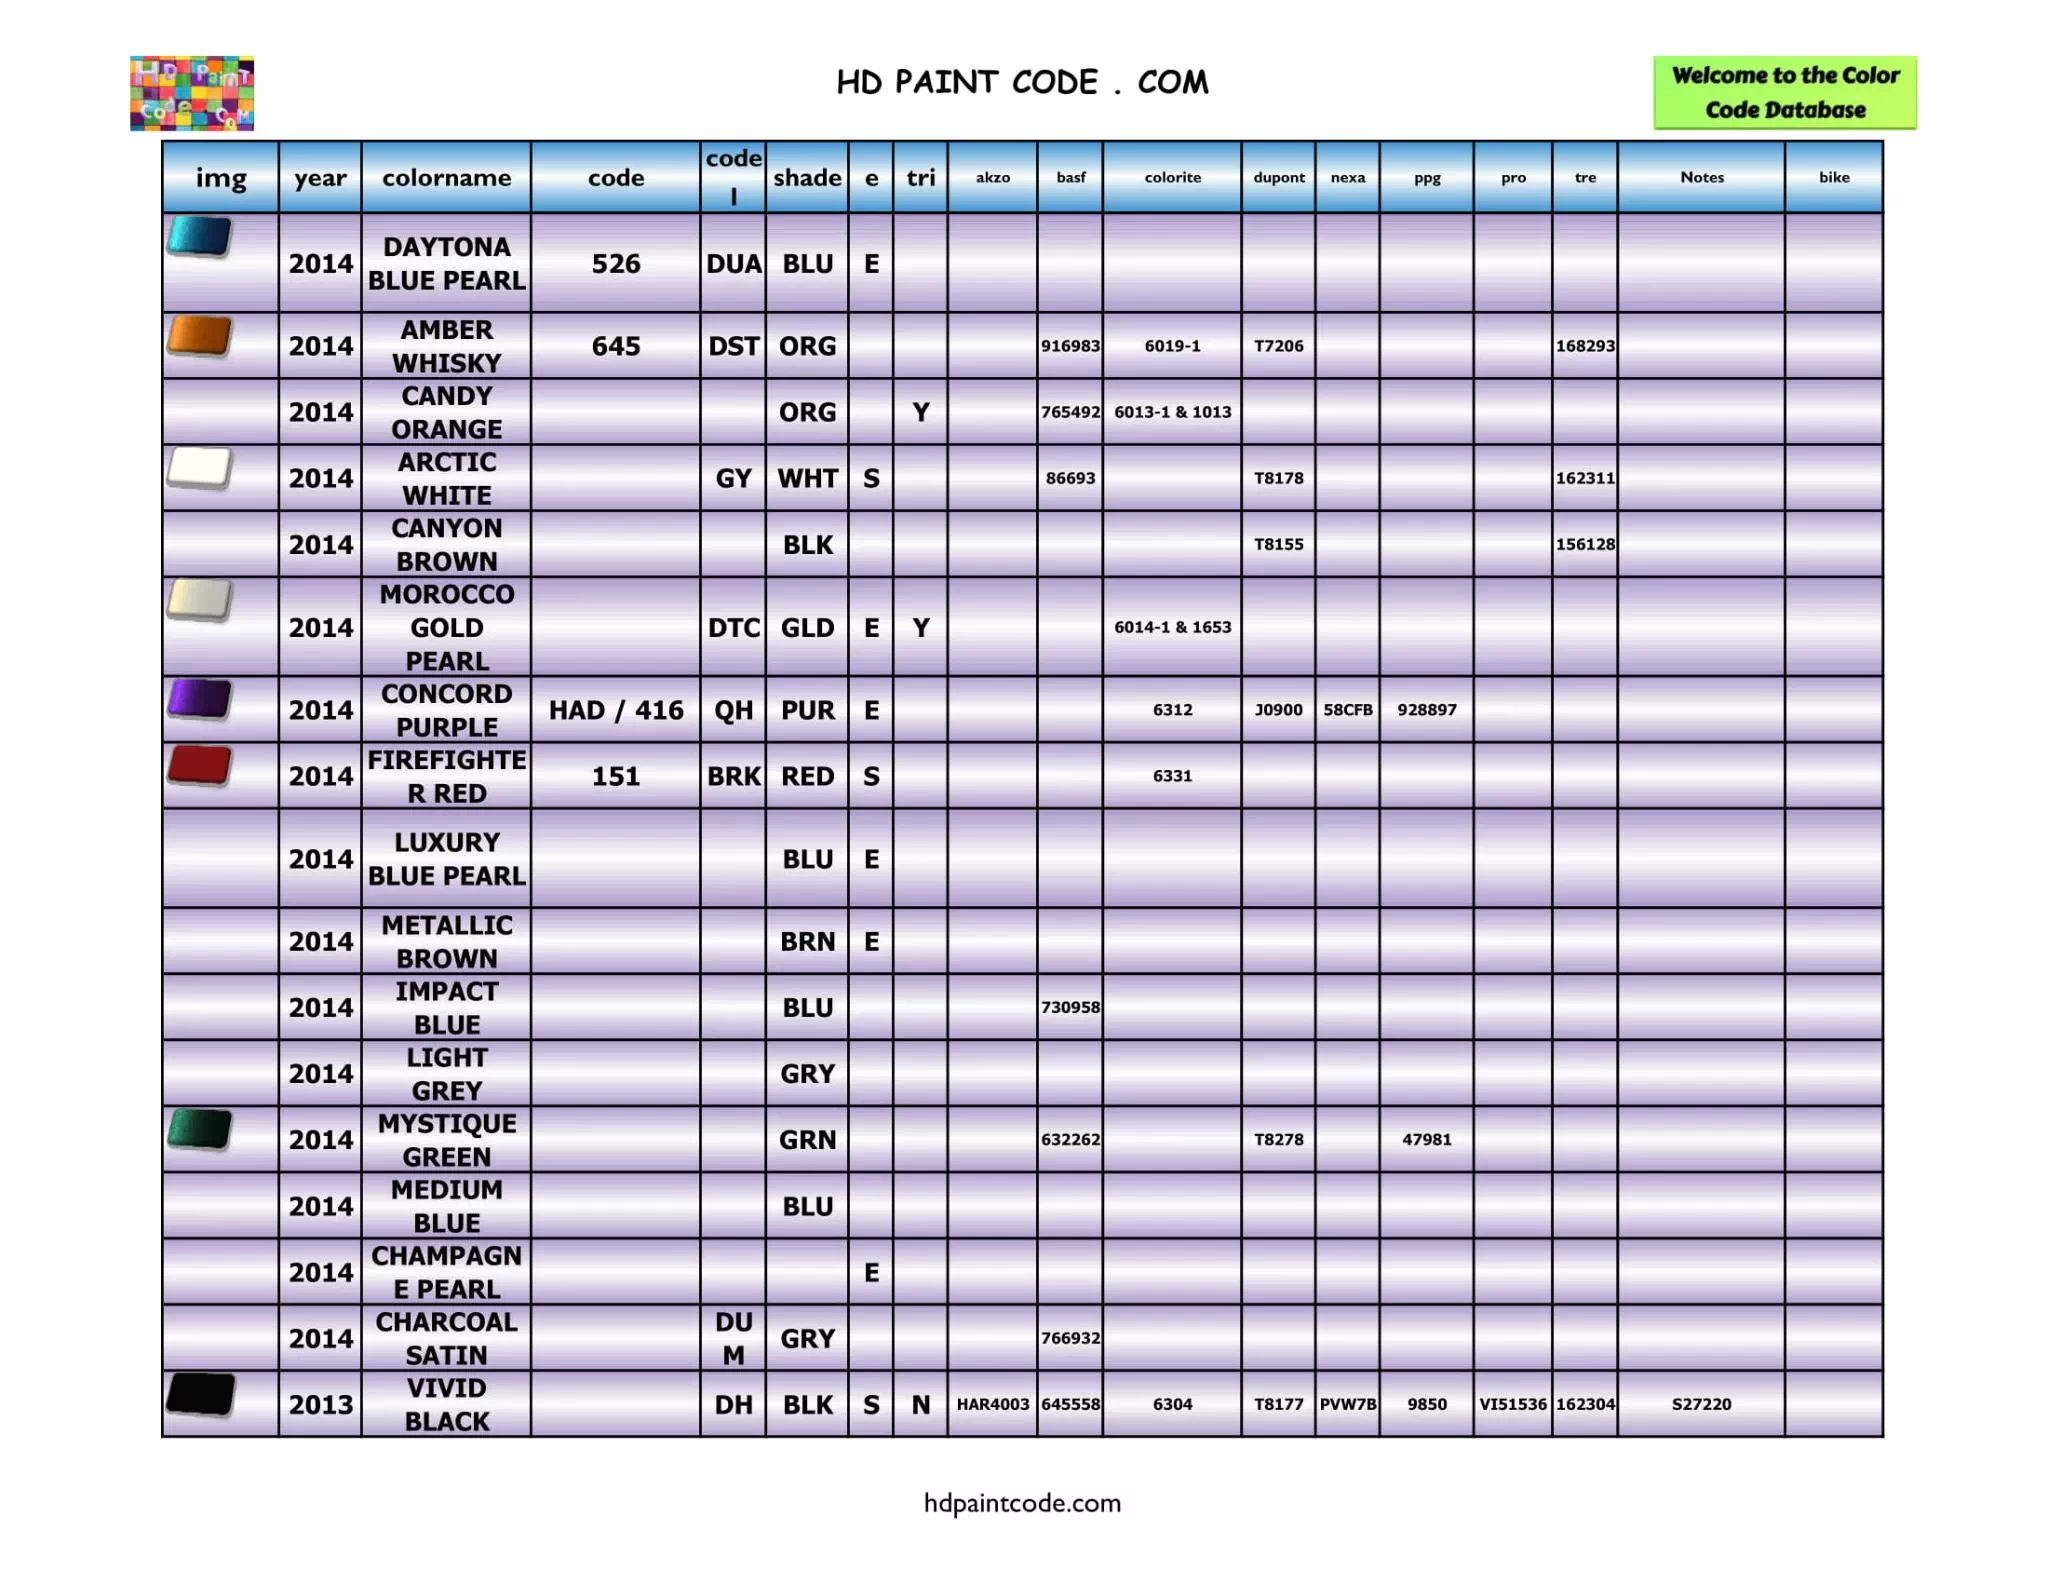 HD PainT
Code
CoM
HD PAINT CODE . COM
Welcome to the Color
Code Database
img year colorname code code l shade e tri akzo basf colorite dupont nexa ppg pro tre Notes bike
2014 DAYTONA BLUE PEARL 526 DUA BLU E
2014 AMBER WHISKY 645 DST ORG 916983 6019-1 T7206 168293
2014 CANDY ORANGE ORG Y 765492 6013-1 & 1013
2014 ARCTIC WHITE GY WHT S 86693 T8178 162311
2014 CANYON BROWN BLK T8155 156128
2014 MOROCCO GOLD PEARL DTC GLD E Y 6014-1 & 1653
2014 CONCORD PURPLE HAD / 416 QH PUR E 6312 J0900 58CFB 928897
2014 FIREFIGHTE R RED 151 BRK RED S 6331
2014 LUXURY BLUE PEARL BLU E
2014 METALLIC BROWN BRN E
2014 IMPACT BLUE BLU 730958
2014 LIGHT GREY GRY
2014 MYSTIQUE GREEN GRN 632262 T8278 47981
2014 MEDIUM BLUE BLU
2014 CHAMPAGN E PEARL E
2014 CHARCOAL SATIN DU M GRY 766932
2013 VIVID BLACK DH BLK S N HAR4003 645558 6304 T8177 PVW7B 9850 VI51536 162304 S27220
hdpaintcode.com